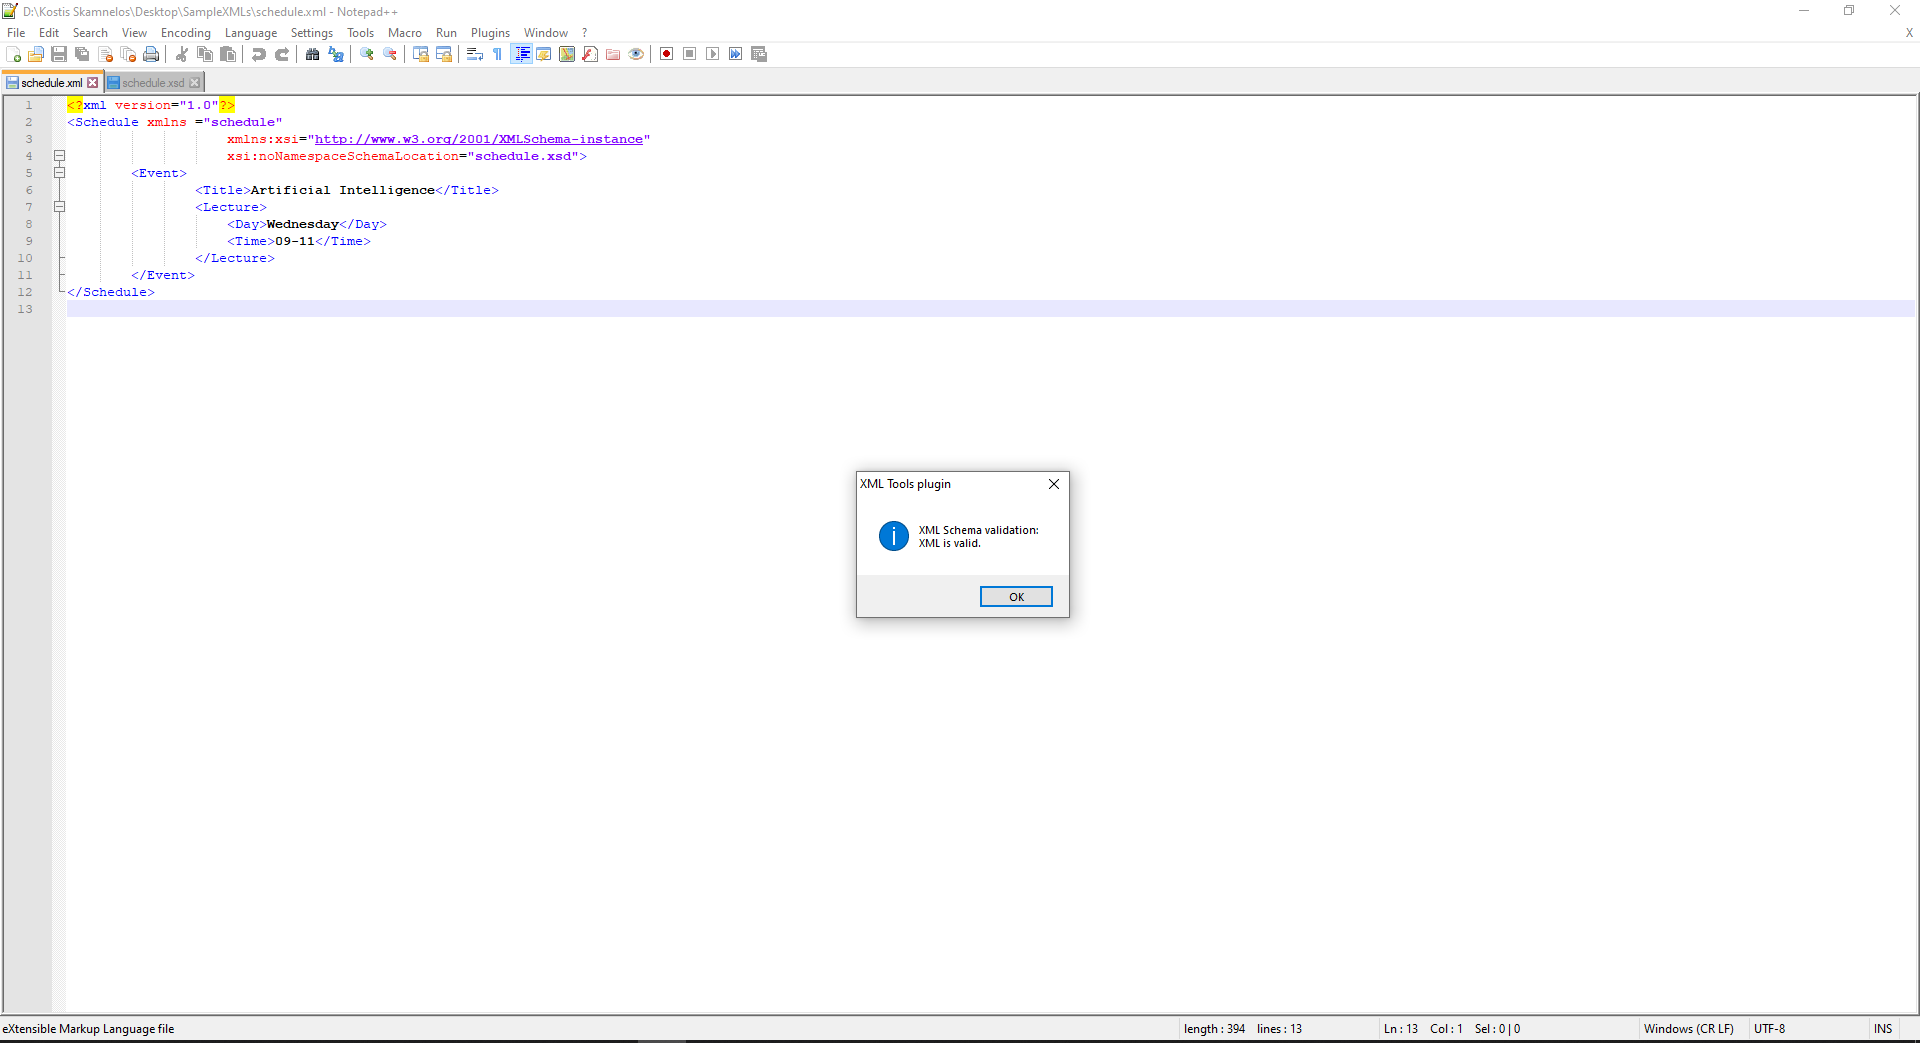 D:\Kostis Skamnelos\Desktop\SampleXMLs\schedule.xml - Notepad++
File Edit Search View Encoding Language Settings Tools Macro Run Plugins Window ? X
schedule.xml schedule.xsd
1 <?xml version="1.0"?>
2 <Schedule xmlns ="schedule"
3 xmlns:xsi="http://www.w3.org/2001/XMLSchema-instance"
4 xsi:noNamespaceSchemaLocation="schedule.xsd">
5 <Event>
6 <Title>Artificial Intelligence</Title>
7 <Lecture>
8 <Day>Wednesday</Day>
9 <Time>09-11</Time>
10 </Lecture>
11 </Event>
12 </Schedule>
13
XML Tools plugin
XML Schema validation:
XML is valid.
OK
eXtensible Markup Language file length : 394 lines : 13 Ln : 13 Col : 1 Sel : 0 | 0 Windows (CR LF) UTF-8 INS